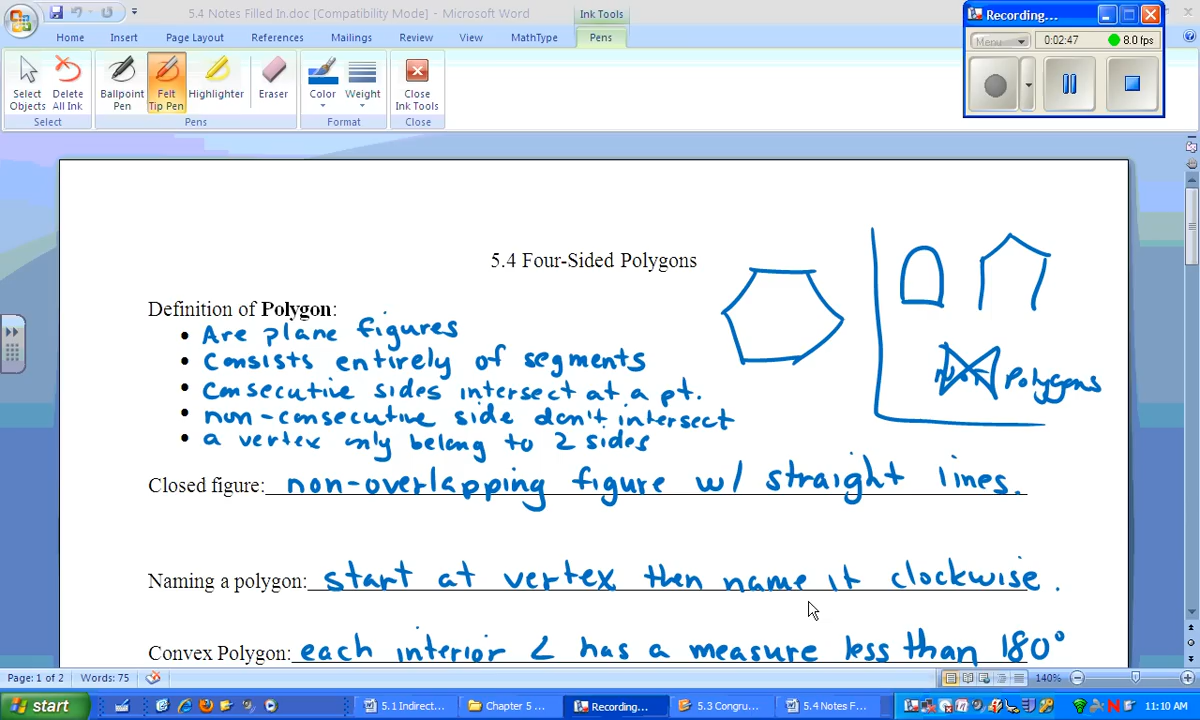 5.4 Notes Filled In.doc [Compatibility Mode] - Microsoft Word
Ink Tools
Recording...
Home Insert Page Layout References Mailings Review View MathType Pens
Menu 0:02:47 8.0 fps
Select Objects
Delete All Ink
Ballpoint Pen
Felt Tip Pen
Highlighter
Eraser
Color
Weight
Close Ink Tools
Select Pens Format Close
5.4 Four-Sided Polygons
Definition of Polygon:
• Are plane figures
• Consists entirely of segments
• Consecutive sides intersect at a pt.
• non-consecutive side don't intersect
• a vertex only belong to 2 sides
Polygons
Closed figure: non-overlapping figure w/ straight lines.
Naming a polygon: start at vertex then name it clockwise.
Convex Polygon: each interior ∠ has a measure less than 180°
Page: 1 of 2 Words: 75 140%
start 5.1 Indirect... Chapter 5 ... Recording... 5.3 Congru... 5.4 Notes F... 11:10 AM